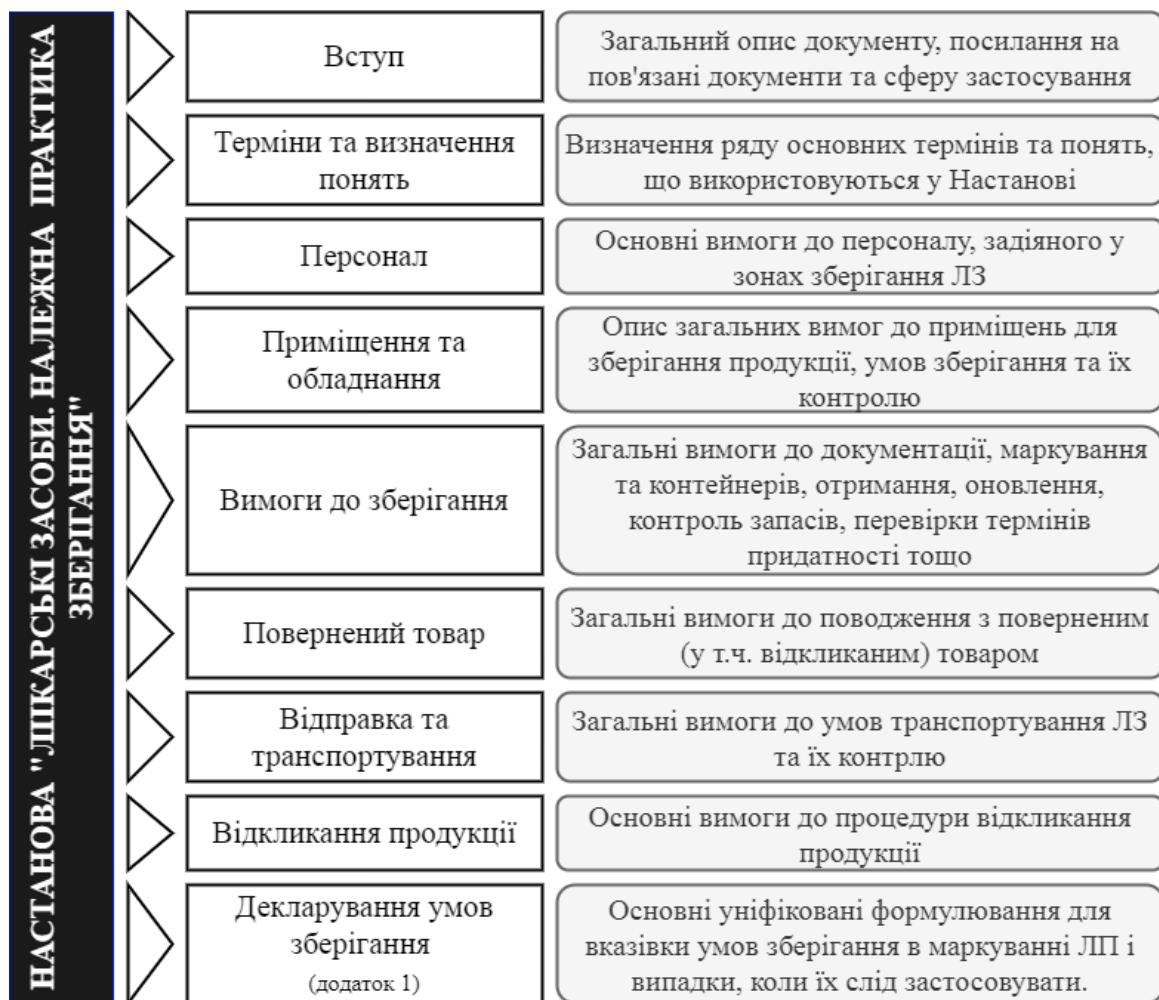 НАСТАНОВА "ЛІКАРСЬКІ ЗАСОБИ. НАЛЕЖНА ПРАКТИКА
ЗБЕРІГАННЯ"
Вступ
Загальний опис документу, посилання на
пов'язані документи та сферу застосування
Терміни та визначення
понять
Визначення ряду основних термінів та понять,
що використовуються у Настанові
Персонал
Основні вимоги до персоналу, задіяного у
зонах зберігання ЛЗ
Приміщення та
обладнання
Опис загальних вимог до приміщень для
зберігання продукції, умов зберігання та їх
контролю
Вимоги до зберігання
Загальні вимоги до документації, маркування
та контейнерів, отримання, оновлення,
контроль запасів, перевірки термінів
придатності тощо
Повернений товар
Загальні вимоги до поводження з поверненим
(у т.ч. відкликаним) товаром
Відправка та
транспортування
Загальні вимоги до умов транспортування ЛЗ
та їх контрлю
Відкликання продукції
Основні вимоги до процедури відкликання
продукції
Декларування умов
зберігання
(додаток 1)
Основні уніфіковані формулювання для
вказівки умов зберігання в маркуванні ЛП і
випадки, коли їх слід застосовувати.